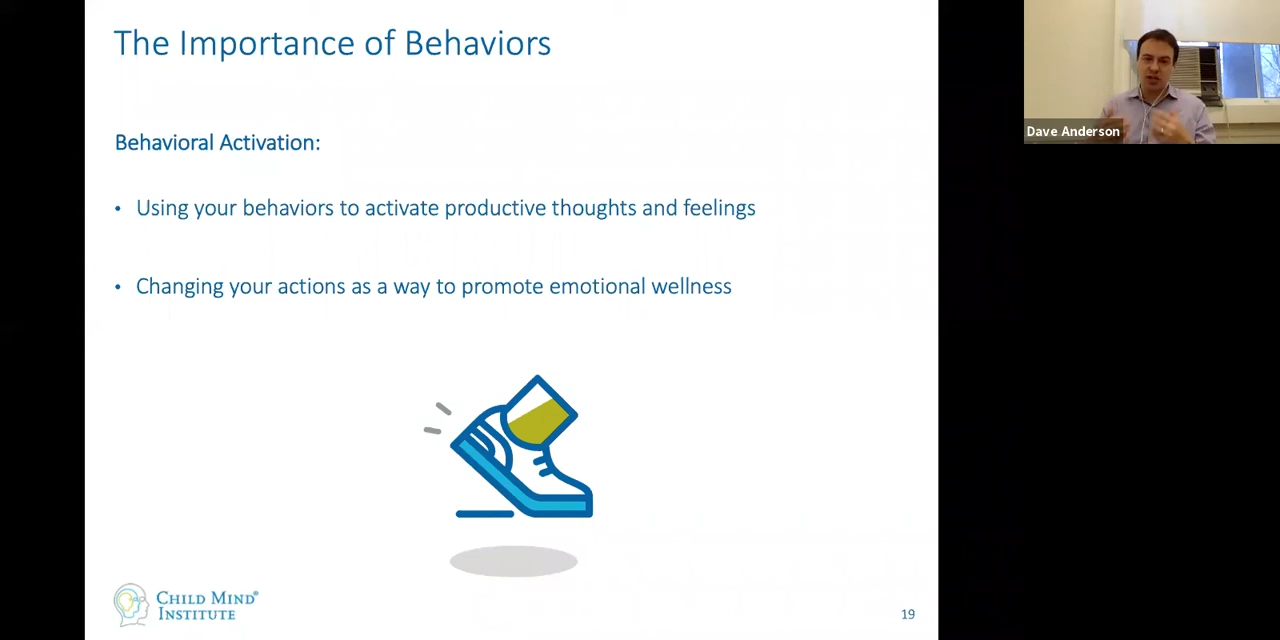 The Importance of Behaviors
Dave Anderson
Behavioral Activation:
• Using your behaviors to activate productive thoughts and feelings
• Changing your actions as a way to promote emotional wellness
CHILD MIND®
INSTITUTE
19